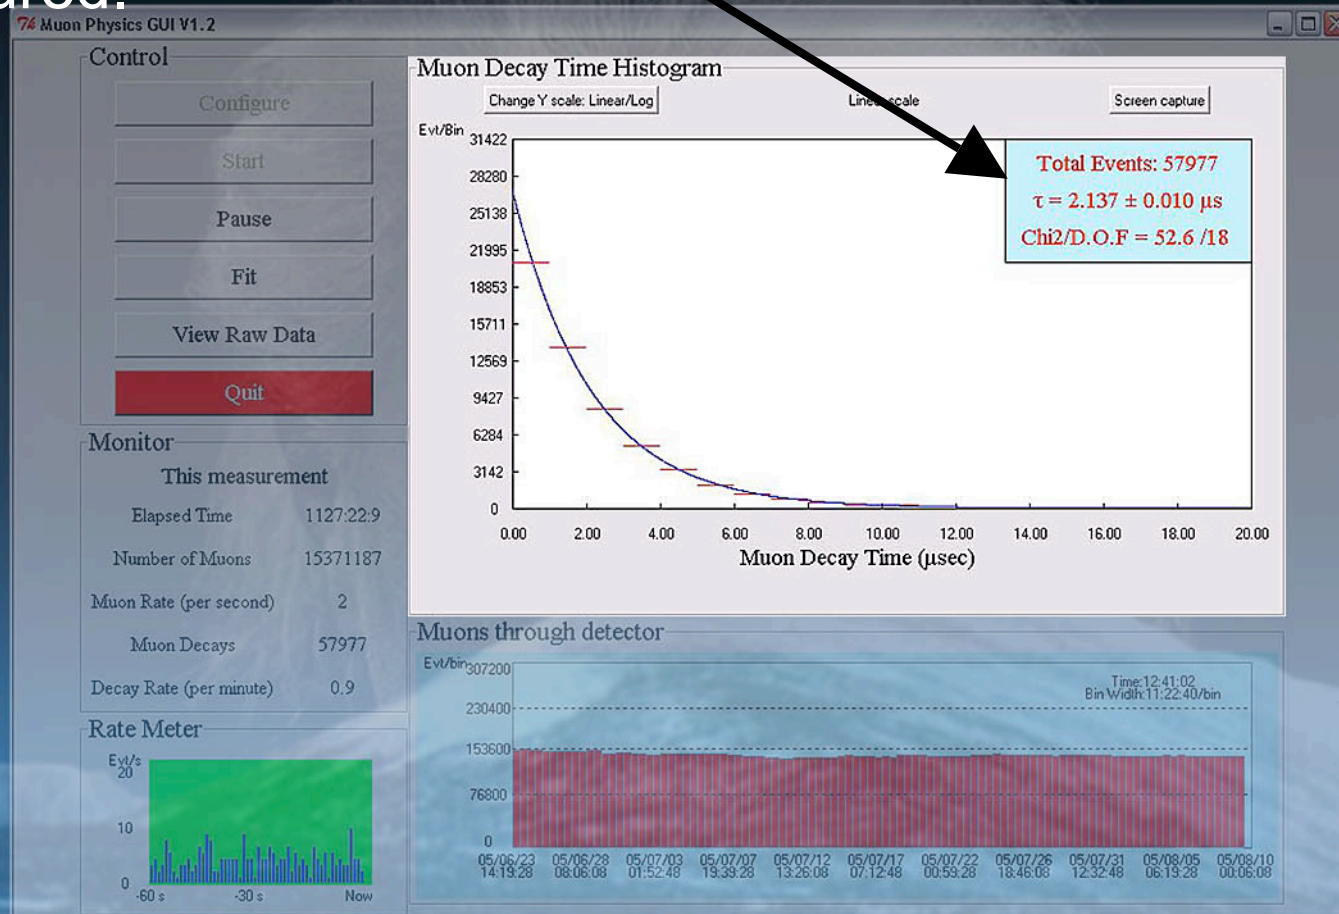 Muon Physics GUI V1.2
Control
Configure
Start
Pause
Fit
View Raw Data
Quit
Monitor
This measurement
Elapsed Time 1127:22:9
Number of Muons 15371187
Muon Rate (per second) 2
Muon Decays 57977
Decay Rate (per minute) 0.9
Rate Meter
Evt/s
20
10
0
-60 s -30 s Now
Muon Decay Time Histogram
Change Y scale: Linear/Log Linear scale Screen capture
Evt/Bin
31422
28280
25138
21995
18853
15711
12569
9427
6284
3142
0
Total Events: 57977
τ = 2.137 ± 0.010 μs
Chi2/D.O.F = 52.6 /18
0.00 2.00 4.00 6.00 8.00 10.00 12.00 14.00 16.00 18.00 20.00
Muon Decay Time (μsec)
Muons through detector
Evt/bin
307200
230400
153600
76800
0
Time:12:41:02
Bin Width:11:22:40/bin
05/06/23 05/06/28 05/07/03 05/07/07 05/07/12 05/07/17 05/07/22 05/07/26 05/07/31 05/08/05 05/08/10
14:19:28 08:06:08 01:52:48 19:39:28 13:26:08 07:12:48 00:59:28 18:46:08 12:32:48 06:19:28 00:06:08